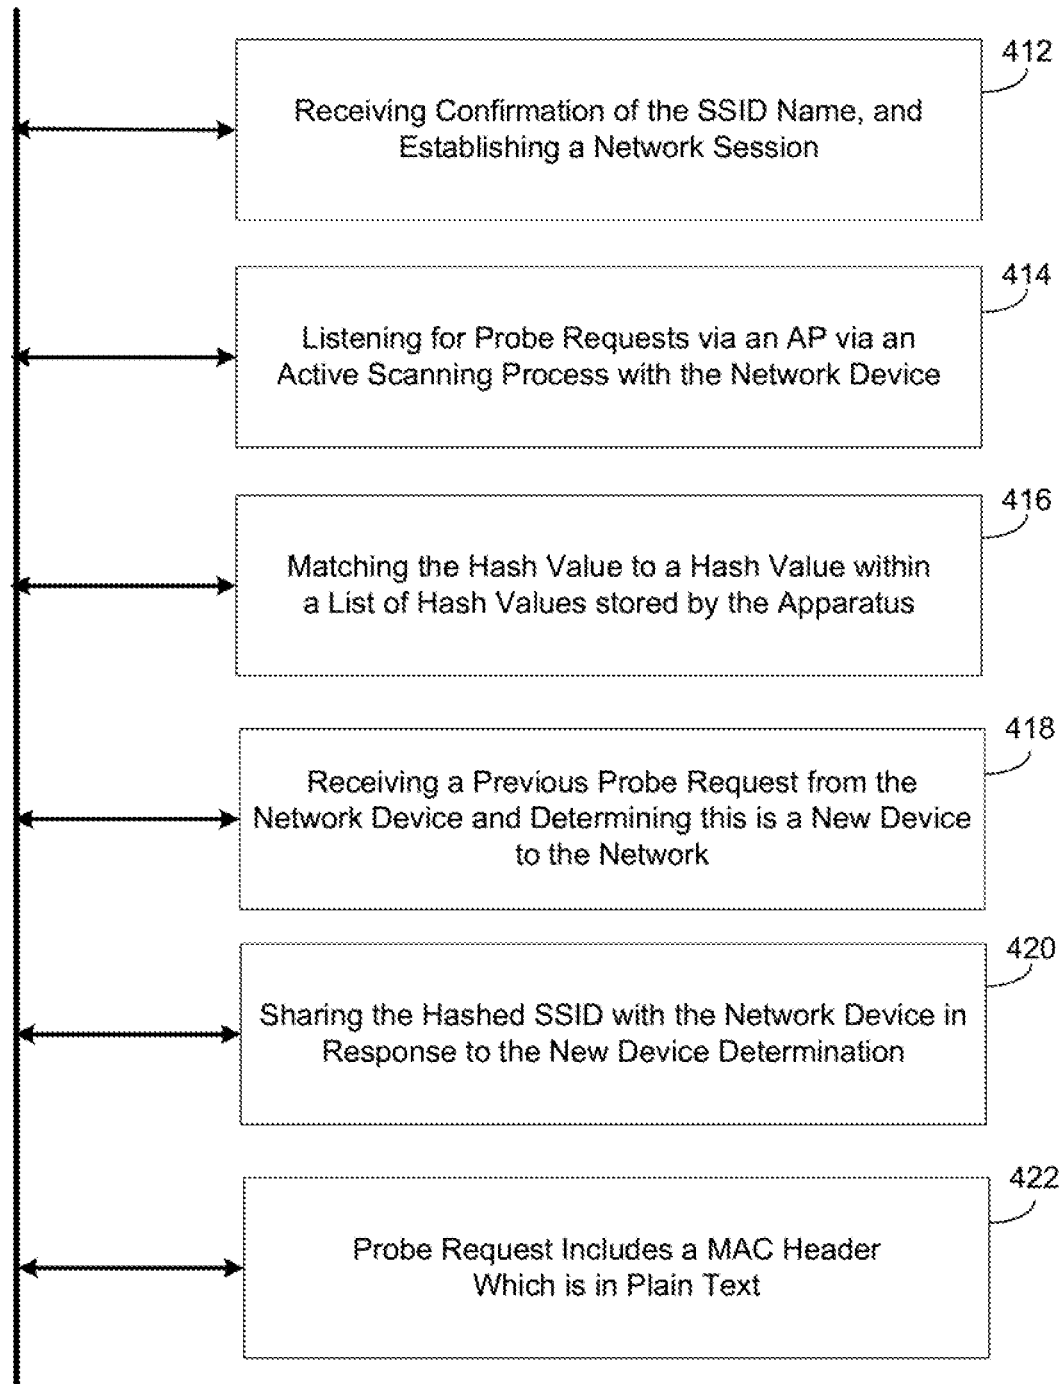 412
Receiving Confirmation of the SSID Name, and
Establishing a Network Session
414
Listening for Probe Requests via an AP via an
Active Scanning Process with the Network Device
416
Matching the Hash Value to a Hash Value within
a List of Hash Values stored by the Apparatus
418
Receiving a Previous Probe Request from the
Network Device and Determining this is a New Device
to the Network
420
Sharing the Hashed SSID with the Network Device in
Response to the New Device Determination
422
Probe Request Includes a MAC Header
Which is in Plain Text